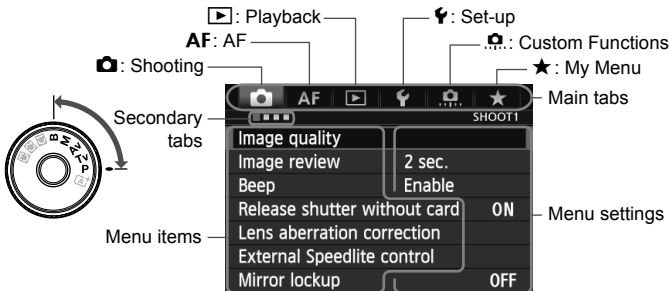 ▶: Playback
: Set-up
AF: AF
: Custom Functions
: Shooting
★: My Menu
AF
Main tabs
Secondary tabs
SHOOT1
Image quality
Image review 2 sec.
Beep Enable
Release shutter without card ON
Menu settings
Menu items
Lens aberration correction
External Speedlite control
Mirror lockup OFF
B
M
Av
Tv
P
A+